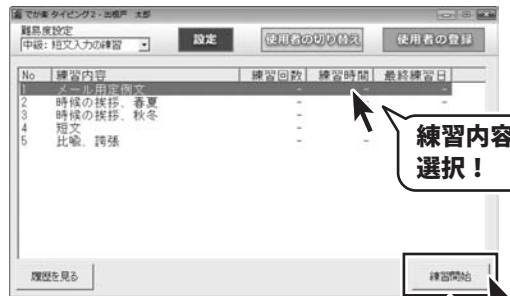 でか楽 タイピング2 - 出題戸 太郎
難易度設定
中級: 短文入力の練習
設定
使用者の切り替え
使用者の登録
No 練習内容 練習回数 練習時間 最終練習日
1 メール用定例文 - - -
2 時候の挨拶、春夏 - -
3 時候の挨拶、秋冬 -
4 短文 -
5 比喩、誇張 - -
練習内容
選択!
履歴を見る
練習開始